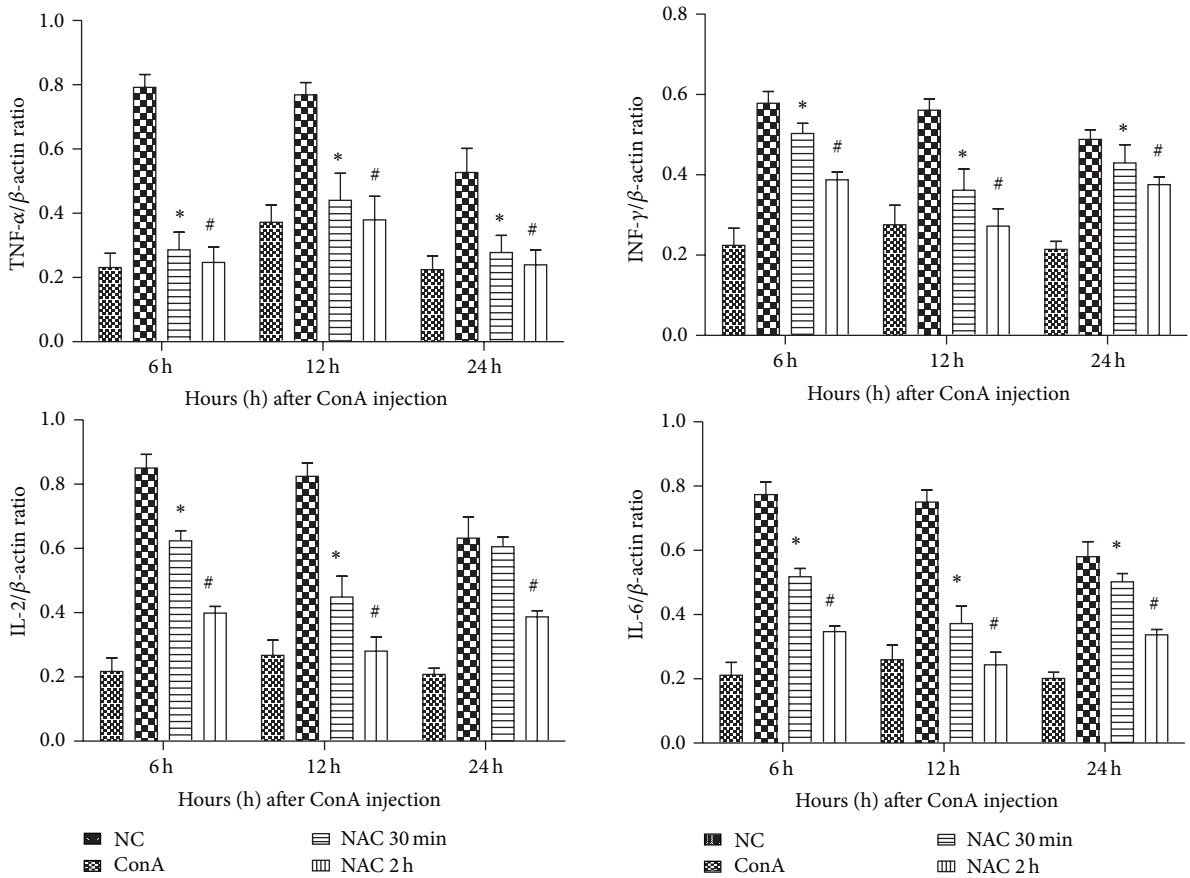 TNF-α/β-actin ratio
1.0
0.8
0.6
0.4
0.2
0.0
* # * # * #
6 h 12 h 24 h
Hours (h) after ConA injection
INF-γ/β-actin ratio
0.8
0.6
0.4
0.2
0.0
* # * # * #
6 h 12 h 24 h
Hours (h) after ConA injection
IL-2/β-actin ratio
1.0
0.8
0.6
0.4
0.2
0.0
* # * # #
6 h 12 h 24 h
Hours (h) after ConA injection
NC
ConA
NAC 30 min
NAC 2 h
IL-6/β-actin ratio
1.0
0.8
0.6
0.4
0.2
0.0
* # * # * #
6 h 12 h 24 h
Hours (h) after ConA injection
NC
ConA
NAC 30 min
NAC 2 h